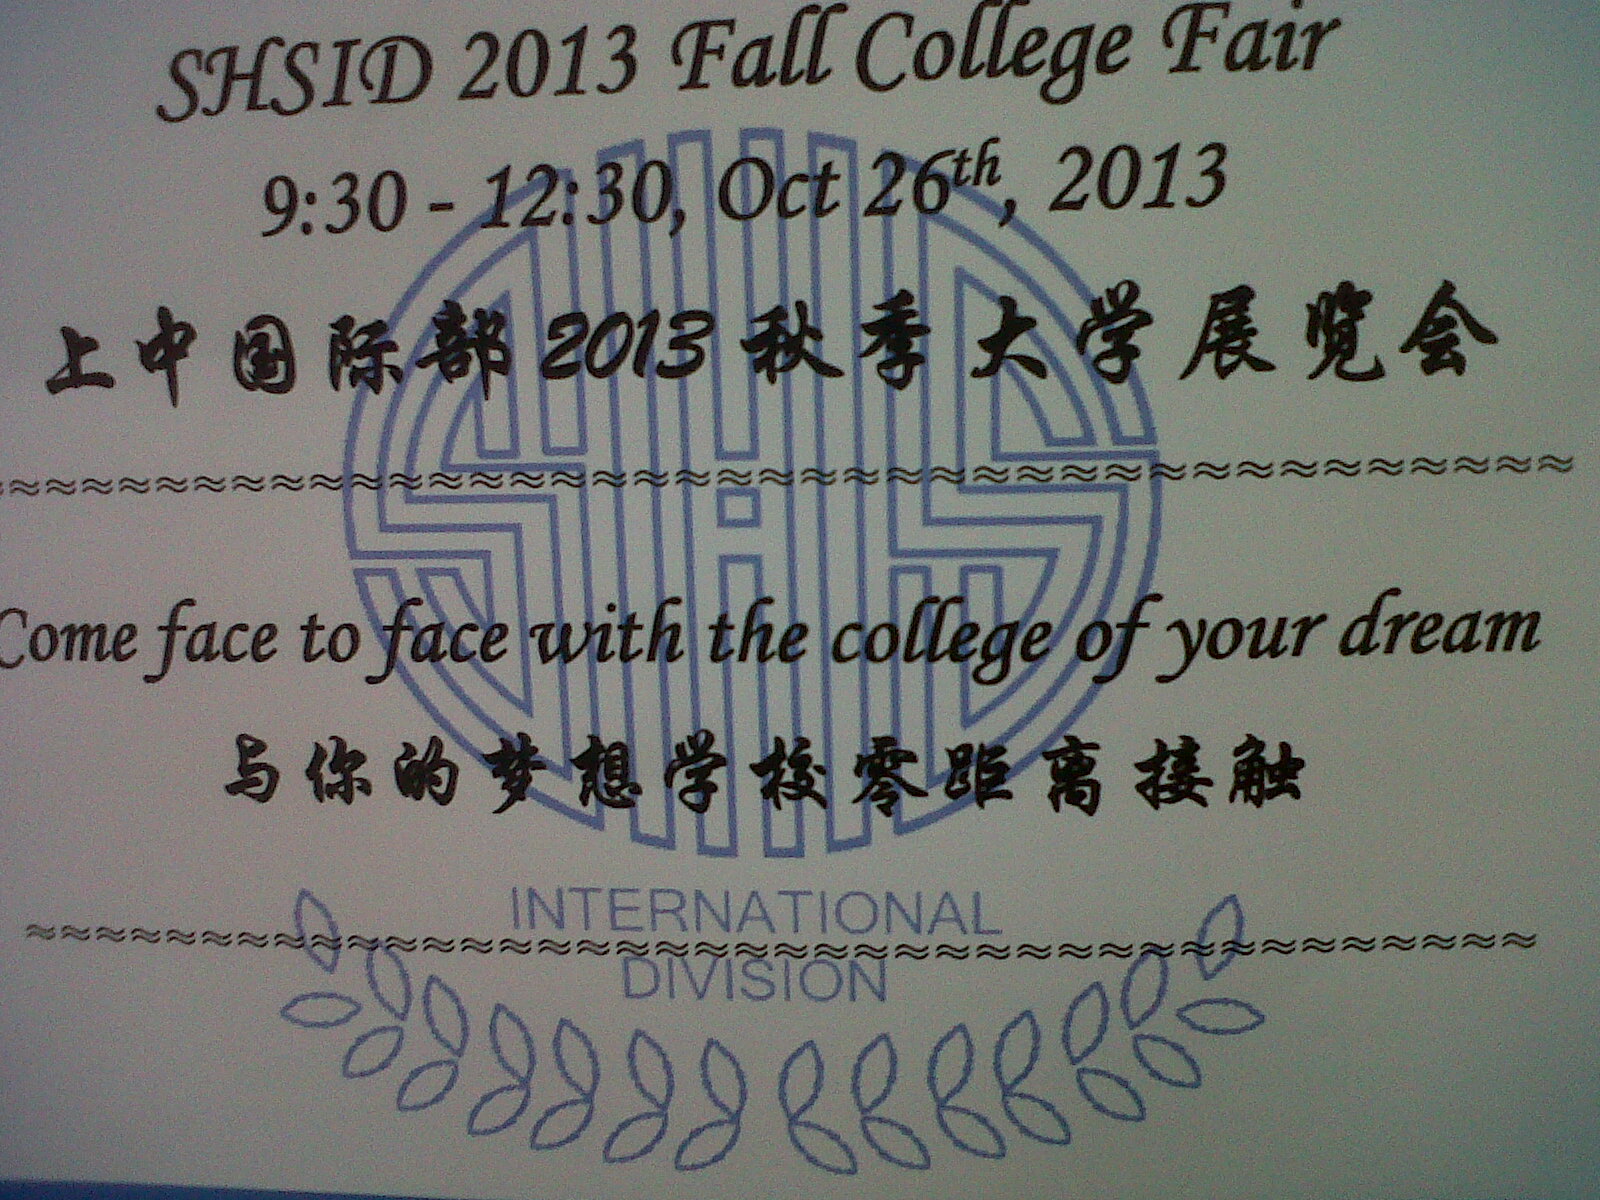 SHSID 2013 Fall College Fair
9:30 - 12:30, Oct 26th, 2013
上中国际部2013秋季大学展览会
≈≈≈≈≈≈≈≈≈≈≈≈≈≈≈≈≈≈≈≈≈≈≈≈≈≈≈≈≈≈≈≈≈≈≈≈≈≈≈≈≈≈≈
Come face to face with the college of your dream
与你的梦想学校零距离接触
INTERNATIONAL
≈≈≈≈≈≈≈≈≈≈≈≈≈≈≈≈≈≈≈≈≈≈≈≈≈≈≈≈≈≈≈≈≈≈≈≈≈≈≈≈≈
DIVISION